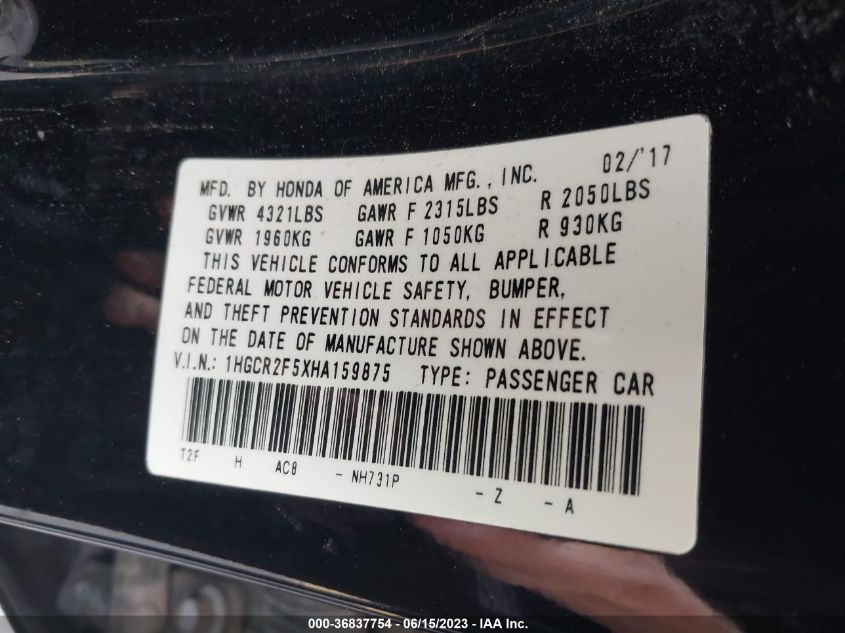 02/'17
MFD. BY HONDA OF AMERICA MFG., INC.
GVWR 4321LBS GAWR F 2315LBS R 2050LBS
GVWR 1960KG GAWR F 1050KG R 930KG
THIS VEHICLE CONFORMS TO ALL APPLICABLE
FEDERAL MOTOR VEHICLE SAFETY, BUMPER,
AND THEFT PREVENTION STANDARDS IN EFFECT
ON THE DATE OF MANUFACTURE SHOWN ABOVE.
V.I.N.: 1HGCR2F5XHA159875 TYPE: PASSENGER CAR
T2F H AC8 - NH731P - Z - A
000-36837754 - 06/15/2023 - IAA Inc.